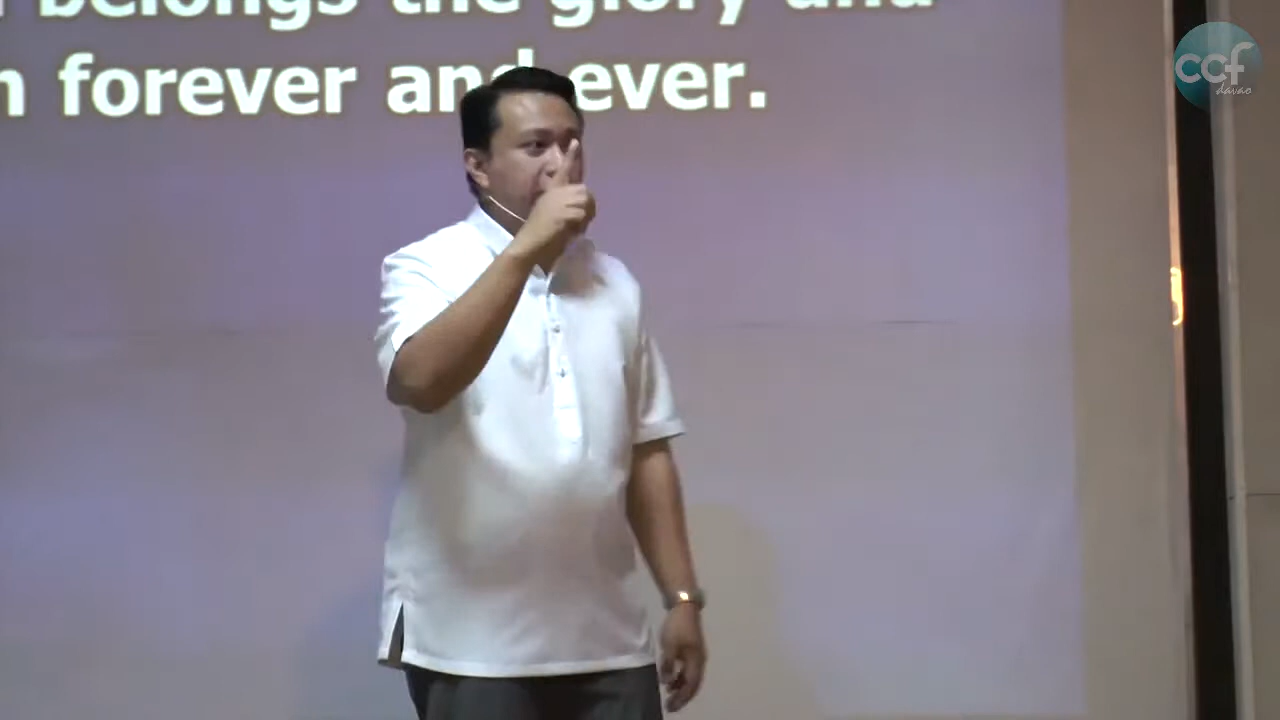 belongs the glory and
forever and ever.
ccf
davao